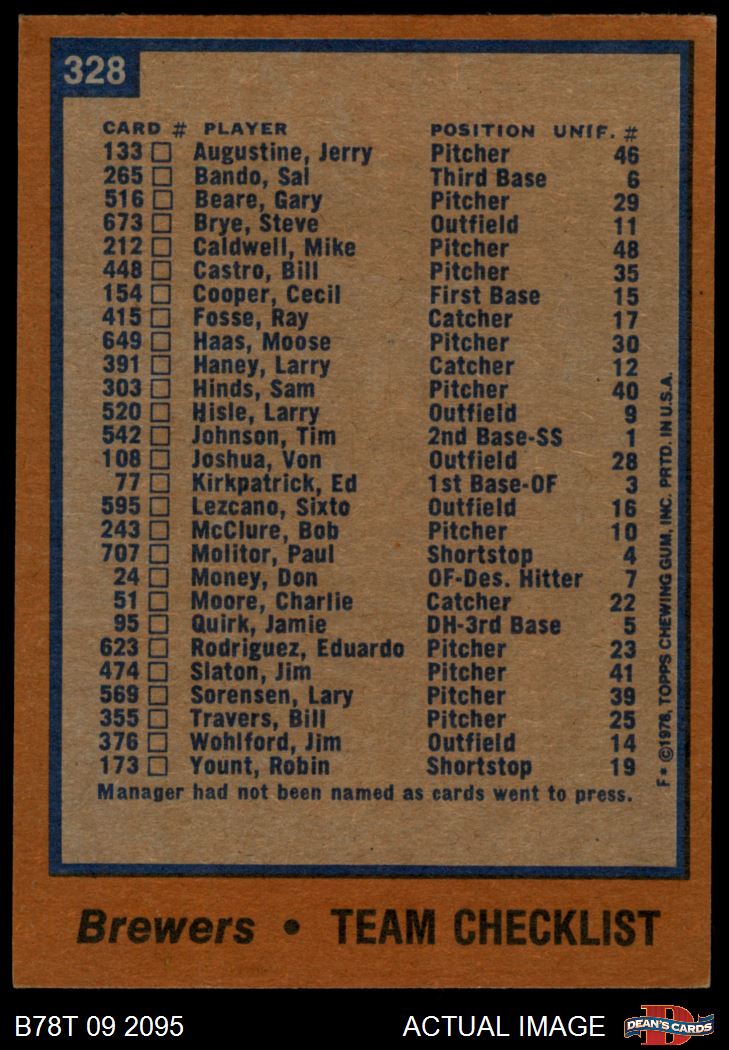 328
CARD # PLAYER POSITION UNIF. #
133 Augustine, Jerry Pitcher 46
265 Bando, Sal Third Base 6
516 Beare, Gary Pitcher 29
673 Brye, Steve Outfield 11
212 Caldwell, Mike Pitcher 48
448 Castro, Bill Pitcher 35
154 Cooper, Cecil First Base 15
415 Fosse, Ray Catcher 17
649 Haas, Moose Pitcher 30
391 Haney, Larry Catcher 12
303 Hinds, Sam Pitcher 40
520 Hisle, Larry Outfield 9
542 Johnson, Tim 2nd Base-SS 1
108 Joshua, Von Outfield 28
77 Kirkpatrick, Ed 1st Base-OF 3
595 Lezcano, Sixto Outfield 16
243 McClure, Bob Pitcher 10
707 Molitor, Paul Shortstop 4
24 Money, Don OF-Des. Hitter 7
51 Moore, Charlie Catcher 22
95 Quirk, Jamie DH-3rd Base 5
623 Rodriguez, Eduardo Pitcher 23
474 Slaton, Jim Pitcher 41
569 Sorensen, Lary Pitcher 39
355 Travers, Bill Pitcher 25
376 Wohlford, Jim Outfield 14
173 Yount, Robin Shortstop 19
Manager had not been named as cards went to press.
F* ©1978, TOPPS CHEWING GUM, INC. PRTD. IN U.S.A.
Brewers • TEAM CHECKLIST
B78T 09 2095 ACTUAL IMAGE DEAN'S CARDS